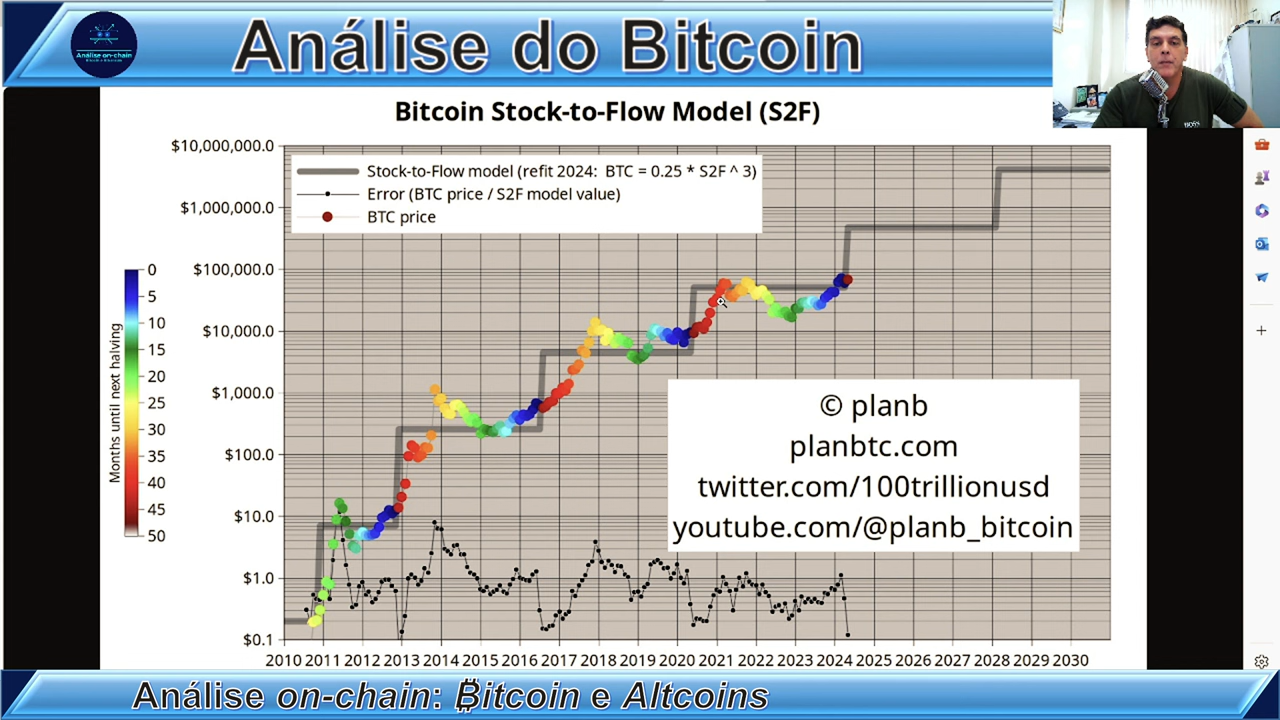 Análise on-chain
Análise do Bitcoin
Bitcoin Stock-to-Flow Model (S2F)
Stock-to-Flow model (refit 2024: BTC = 0.25 * S2F ^ 3)
Error (BTC price / S2F model value)
BTC price
$10,000,000.0
$1,000,000.0
$100,000.0
$10,000.0
$1,000.0
$100.0
$10.0
$1.0
$0.1
Months until next halving
0
5
10
15
20
25
30
35
40
45
50
© planb
planbtc.com
twitter.com/100trillionusd
youtube.com/@planb_bitcoin
2010 2011 2012 2013 2014 2015 2016 2017 2018 2019 2020 2021 2022 2023 2024 2025 2026 2027 2028 2029 2030
BOSS
Análise on-chain: ₿itcoin e Altcoins